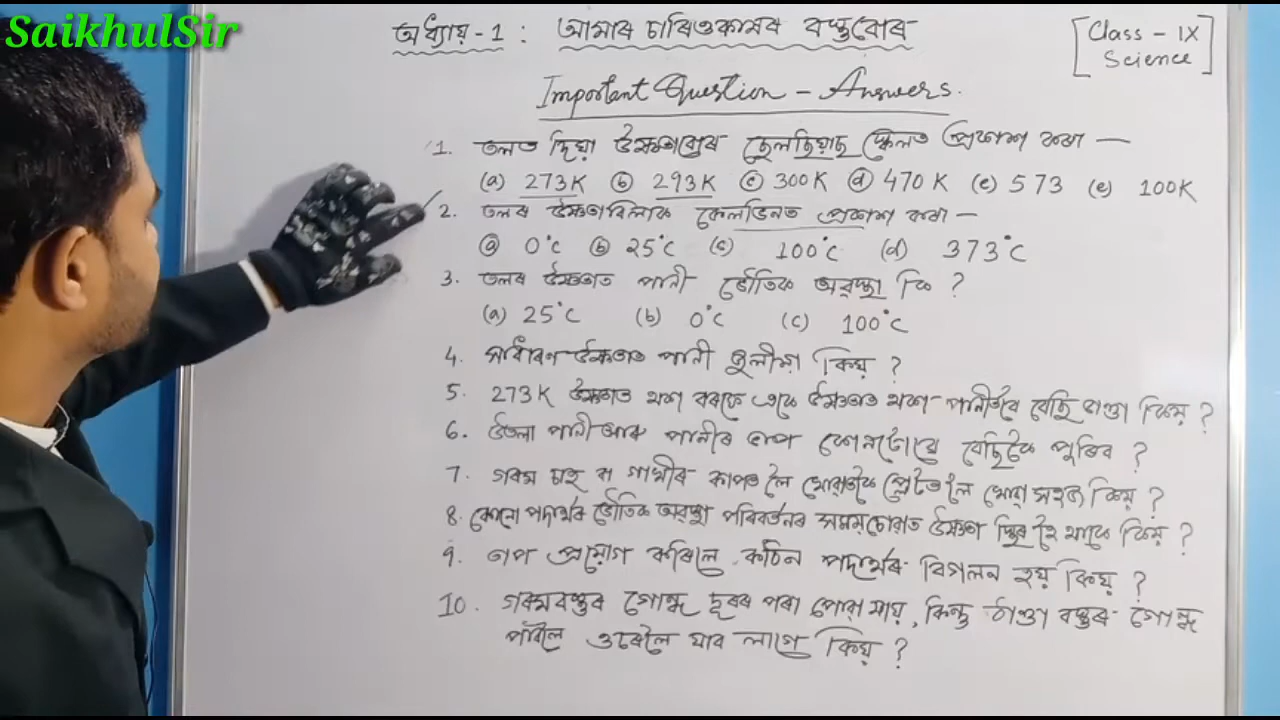 SaikhulSir
অধ্যায় - 1 : আমাৰ চাৰিওকাষৰ বস্তুবোৰ
[Class - IX Science]
Important Question - Answers.
1. তলত দিয়া উষ্ণতাবোৰ ছেলছিয়াছ স্কেলত প্ৰকাশ কৰা —
(a) 273K (b) 293K (c) 300K (d) 470K (e) 573 (e) 100K
2. তলৰ উষ্ণতাবিলাক কেলভিনত প্ৰকাশ কৰা —
(a) 0°C (b) 25°C (c) 100°C (d) 373°C
3. তলৰ উষ্ণতাত পানী ভৌতিক অৱস্থা কি ?
(a) 25°C (b) 0°C (c) 100°C
4. সাধাৰণ উষ্ণতাত পানী জুলীয়া কিয় ?
5. 273K উষ্ণতাত থকা বৰফে একে উষ্ণতাত থকা পানীতকৈ বেছি ঠাণ্ডা কিয় ?
6. উতলা পানী আৰু পানীৰ ভাপ কোনটোৱে বেছিকৈ পুৰিব ?
7. গৰম চাহ বা গাখীৰ কাপত লৈ খোৱাতকৈ প্লেটত লৈ খোৱা সহজ কিয় ?
8. কোনো পদাৰ্থৰ ভৌতিক অৱস্থা পৰিবৰ্তনৰ সময়চোৱাত উষ্ণতা স্থিৰ হৈ থাকে কিয় ?
9. তাপ প্ৰয়োগ কৰিলে কঠিন পদাৰ্থৰ বিগলন হয় কিয় ?
10. গৰম বস্তুৰ গোন্ধ দূৰৰ পৰা পোৱা যায়, কিন্তু ঠাণ্ডা বস্তুৰ গোন্ধ
পাবলৈ ওচৰলৈ যাব লাগে কিয় ?